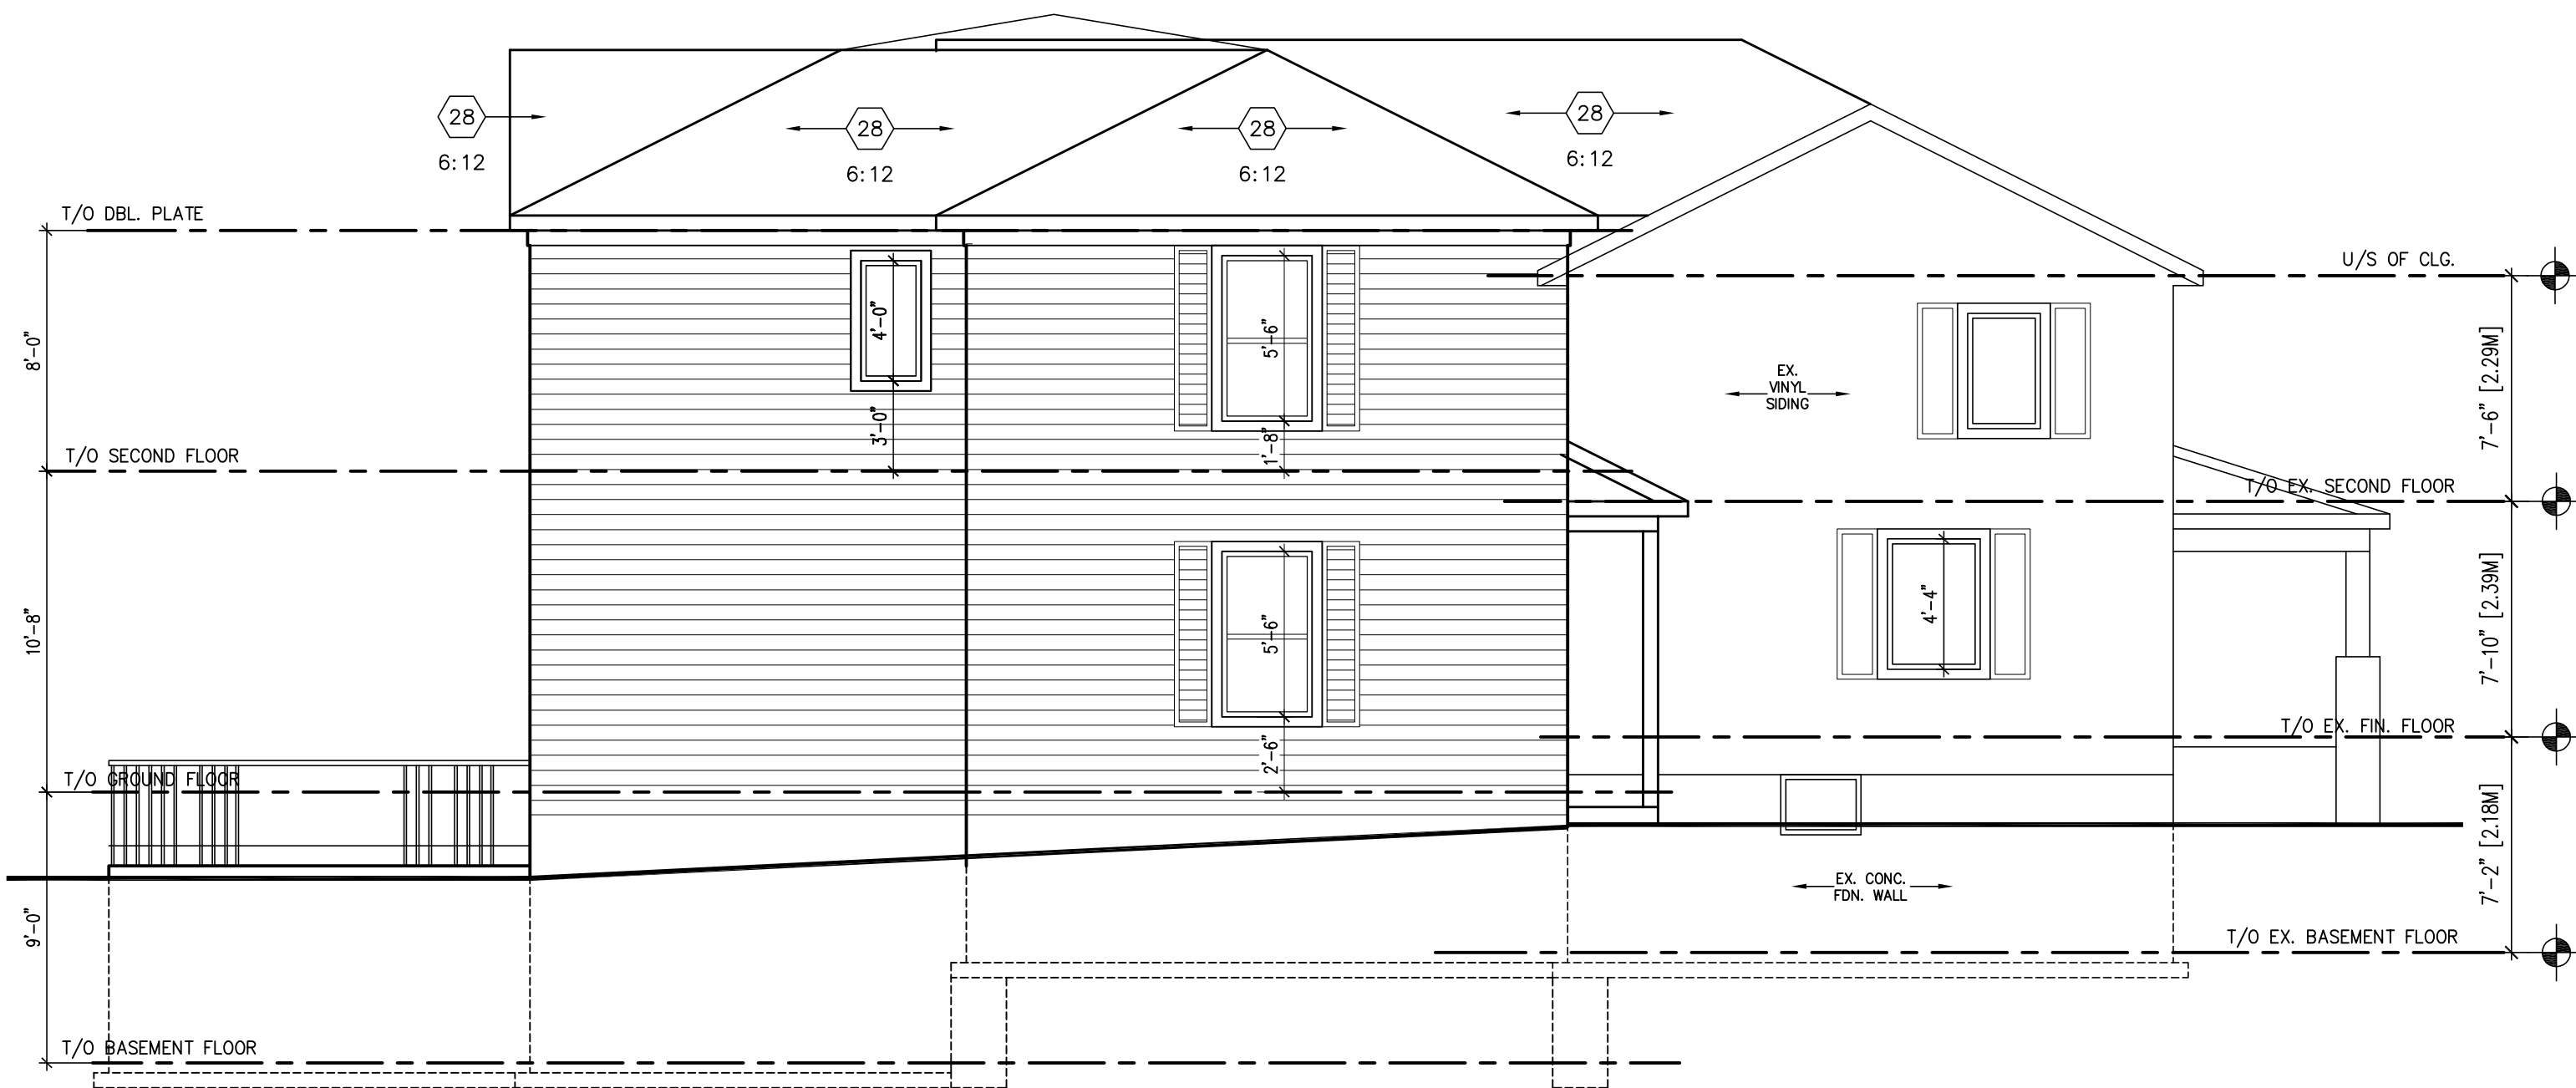 28
6:12
28
6:12
28
6:12
28
6:12
T/O DBL. PLATE
U/S OF CLG.
8'-0"
4'-0"
3'-0"
5'-6"
1'-8"
EX.
VINYL
SIDING
7'-6" [2.29M]
T/O SECOND FLOOR
T/O EX. SECOND FLOOR
10'-8"
5'-6"
2'-6"
4'-4"
7'-10" [2.39M]
T/O EX. FIN. FLOOR
T/O GROUND FLOOR
7'-2" [2.18M]
EX. CONC.
FDN. WALL
9'-0"
T/O EX. BASEMENT FLOOR
T/O BASEMENT FLOOR